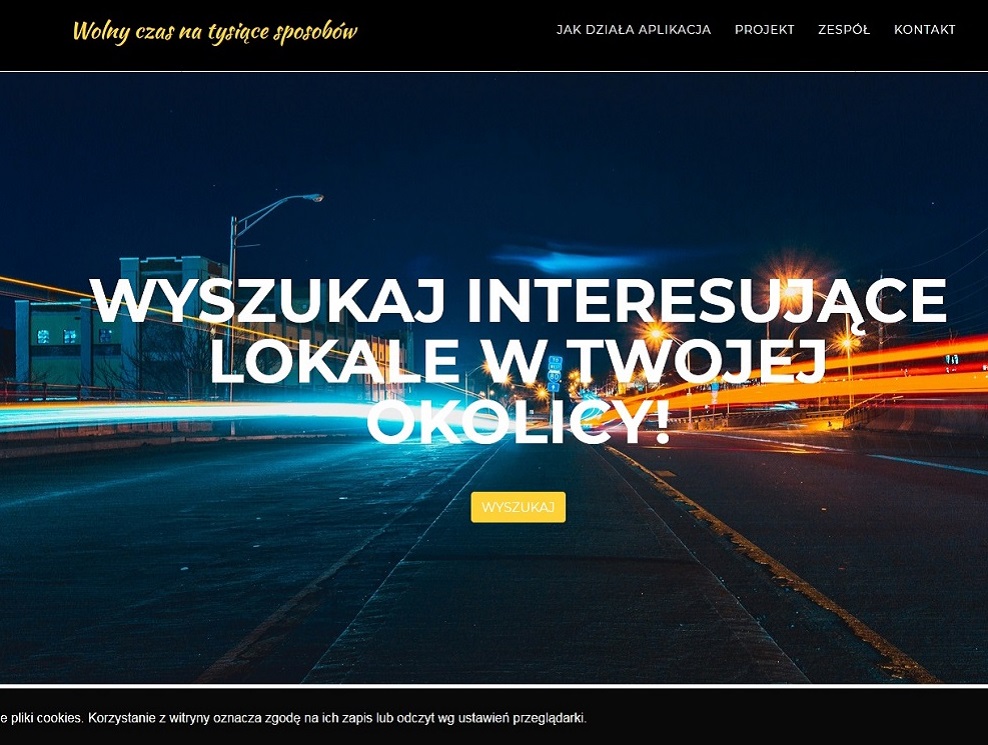 Wolny czas na tysiące sposobów
JAK DZIAŁA APLIKACJA PROJEKT ZESPÓŁ KONTAKT
WYSZUKAJ INTERESUJĄCE
LOKALE W TWOJEJ
OKOLICY!
WYSZUKAJ
e pliki cookies. Korzystanie z witryny oznacza zgodę na ich zapis lub odczyt wg ustawień przeglądarki.